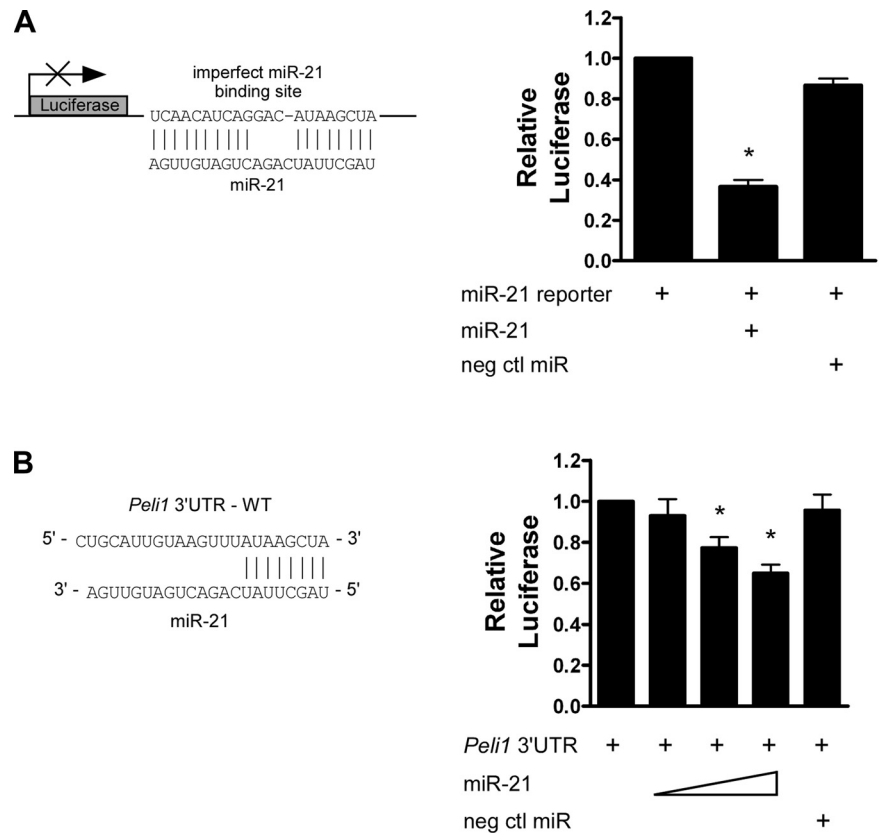 A
imperfect miR-21
binding site
Luciferase
UCAACAUCAGGAC-AUAAGCUA
AGUUGUAGUCAGACUAUUCGAU
miR-21
Relative
Luciferase
1.2
1.0
0.8
0.6
0.4
0.2
0.0
*
miR-21 reporter + + +
miR-21 +
neg ctl miR +
B
Peli1 3'UTR - WT
5' - CUGCAUUGUAAGUUUAUAAGCUA - 3'
3' - AGUUGUAGUCAGACUAUUCGAU - 5'
miR-21
Relative
Luciferase
1.2
1.0
0.8
0.6
0.4
0.2
0.0
* *
Peli1 3'UTR + + + + +
miR-21
neg ctl miR +